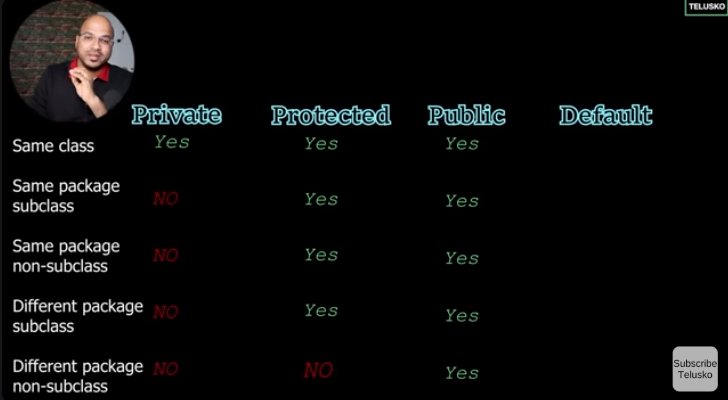 TELUSKO
Private Protected Public Default
Same class Yes Yes Yes
Same package
subclass NO Yes Yes
Same package
non-subclass NO Yes Yes
Different package
subclass NO Yes Yes
Different package
non-subclass NO NO Yes
Subscribe
Telusko